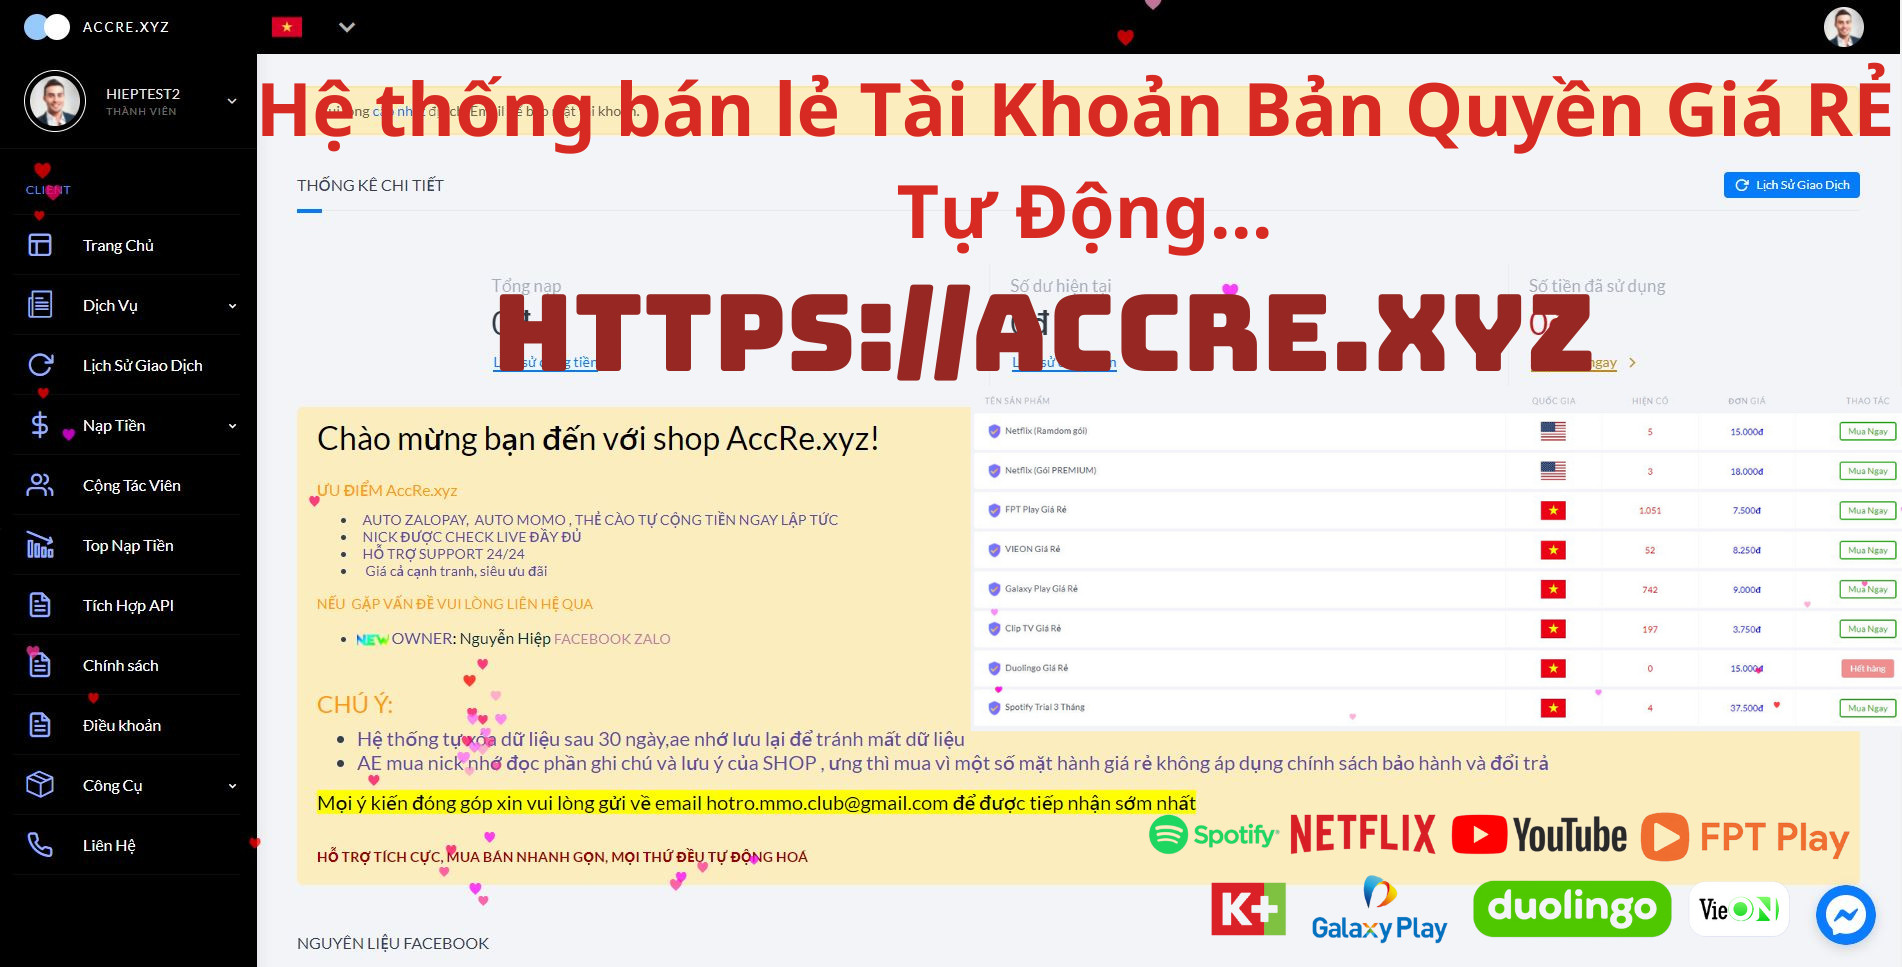 ACCRE.XYZ
HIEPTEST2
THÀNH VIÊN
CLIENT
Trang Chủ
Dịch Vụ
Lịch Sử Giao Dịch
Nạp Tiền
Cộng Tác Viên
Top Nạp Tiền
Tích Hợp API
Chính sách
Điều khoản
Công Cụ
Liên Hệ
Hệ thống bán lẻ Tài Khoản Bản Quyền Giá RẺ
Tự Động...
HTTPS://ACCRE.XYZ
THỐNG KÊ CHI TIẾT
Lịch Sử Giao Dịch
Tổng nạp
Số dư hiện tại
Số tiền đã sử dụng
ngay
Chào mừng bạn đến với shop AccRe.xyz!
ƯU ĐIỂM AccRe.xyz
AUTO ZALOPAY, AUTO MOMO , THẺ CÀO TỰ CỘNG TIỀN NGAY LẬP TỨC
NICK ĐƯỢC CHECK LIVE ĐẦY ĐỦ
HỖ TRỢ SUPPORT 24/24
Giá cả cạnh tranh, siêu ưu đãi
NẾU GẶP VẤN ĐỀ VUI LÒNG LIÊN HỆ QUA
NEW OWNER: Nguyễn Hiệp FACEBOOK ZALO
CHÚ Ý:
Hệ thống tự xóa dữ liệu sau 30 ngày,ae nhớ lưu lại để tránh mất dữ liệu
AE mua nick nhớ đọc phần ghi chú và lưu ý của SHOP , ưng thì mua vì một số mặt hành giá rẻ không áp dụng chính sách bảo hành và đổi trả
Mọi ý kiến đóng góp xin vui lòng gửi về email hotro.mmo.club@gmail.com để được tiếp nhận sớm nhất
HỖ TRỢ TÍCH CỰC, MUA BÁN NHANH GỌN, MỌI THỨ ĐỀU TỰ ĐỘNG HOÁ
TÊN SẢN PHẨM QUỐC GIA HIỆN CÓ ĐƠN GIÁ THAO TÁC
Netflix (Ramdom gói) 5 15.000đ Mua Ngay
Netflix (Gói PREMIUM) 3 18.000đ Mua Ngay
FPT Play Giá Rẻ 1.051 7.500đ Mua Ngay
VIEON Giá Rẻ 52 8.250đ Mua Ngay
Galaxy Play Giá Rẻ 742 9.000đ Mua Ngay
Clip TV Giá Rẻ 197 3.750đ Mua Ngay
Duolingo Giá Rẻ 0 15.000đ Hết hàng
Spotify Trial 3 Tháng 4 37.500đ Mua Ngay
Spotify NETFLIX YouTube FPT Play
K+ Galaxy Play duolingo VieON
NGUYÊN LIỆU FACEBOOK